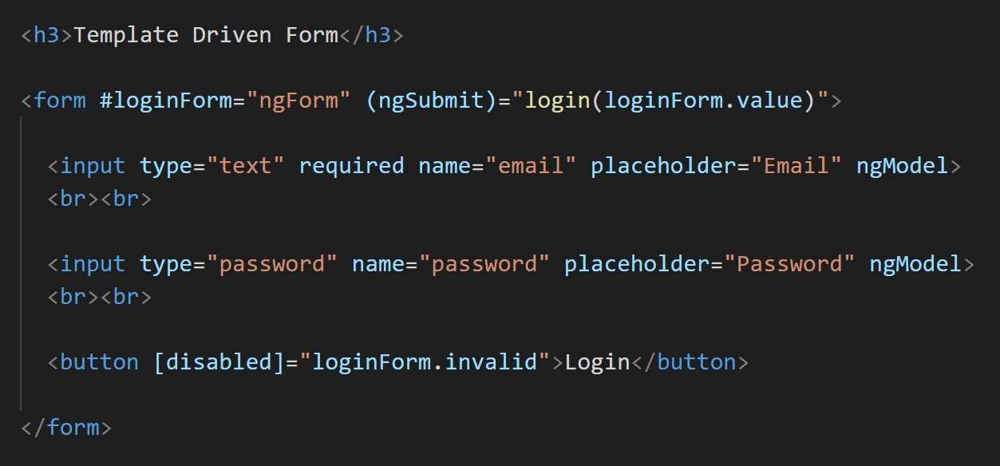 <h3>Template Driven Form</h3>
<form #loginForm="ngForm" (ngSubmit)="login(loginForm.value)">
<input type="text" required name="email" placeholder="Email" ngModel>
<br><br>
<input type="password" name="password" placeholder="Password" ngModel>
<br><br>
<button [disabled]="loginForm.invalid">Login</button>
</form>